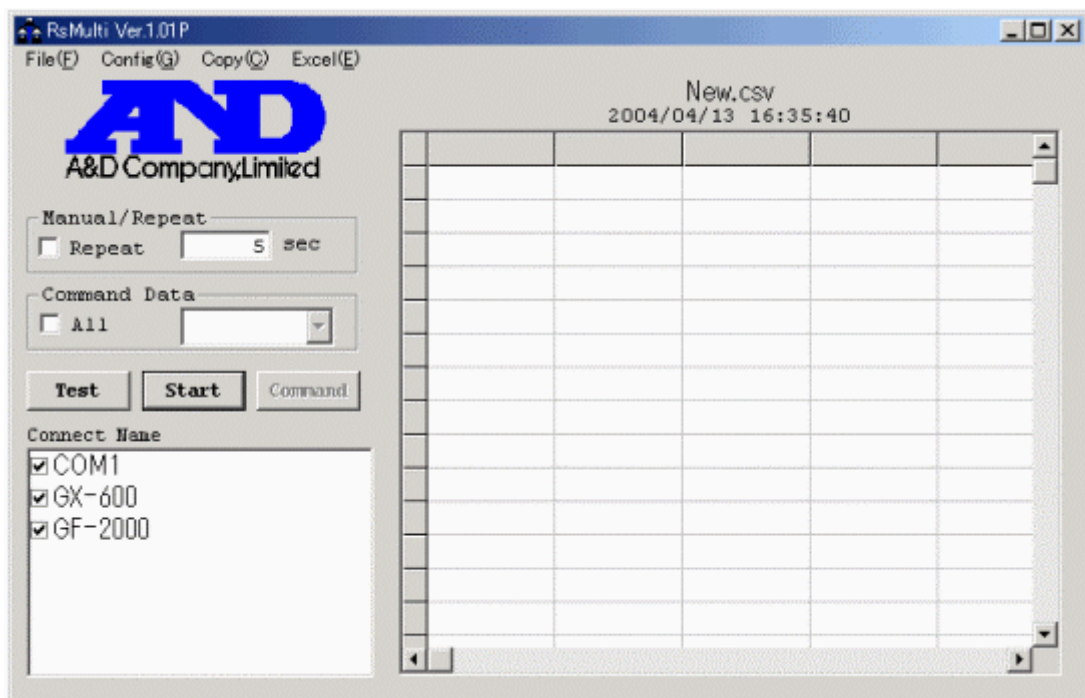 RsMulti Ver.1.01P
File(F) Config(G) Copy(C) Excel(E)
AND
A&D Company,Limited
Manual/Repeat
Repeat 5 sec
Command Data
All
Test Start Command
Connect Name
COM1
GX-600
GF-2000
New.csv
2004/04/13 16:35:40